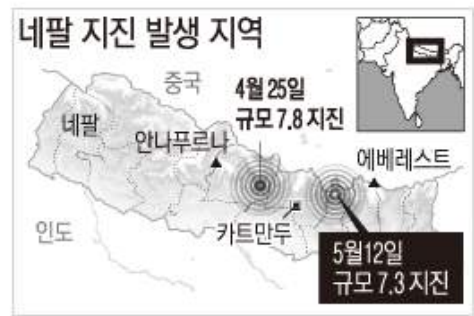 네팔 지진 발생 지역
중국
4월 25일
규모 7.8 지진
네팔
안나푸르나
에베레스트
인도
카트만두
5월12일
규모 7.3 지진